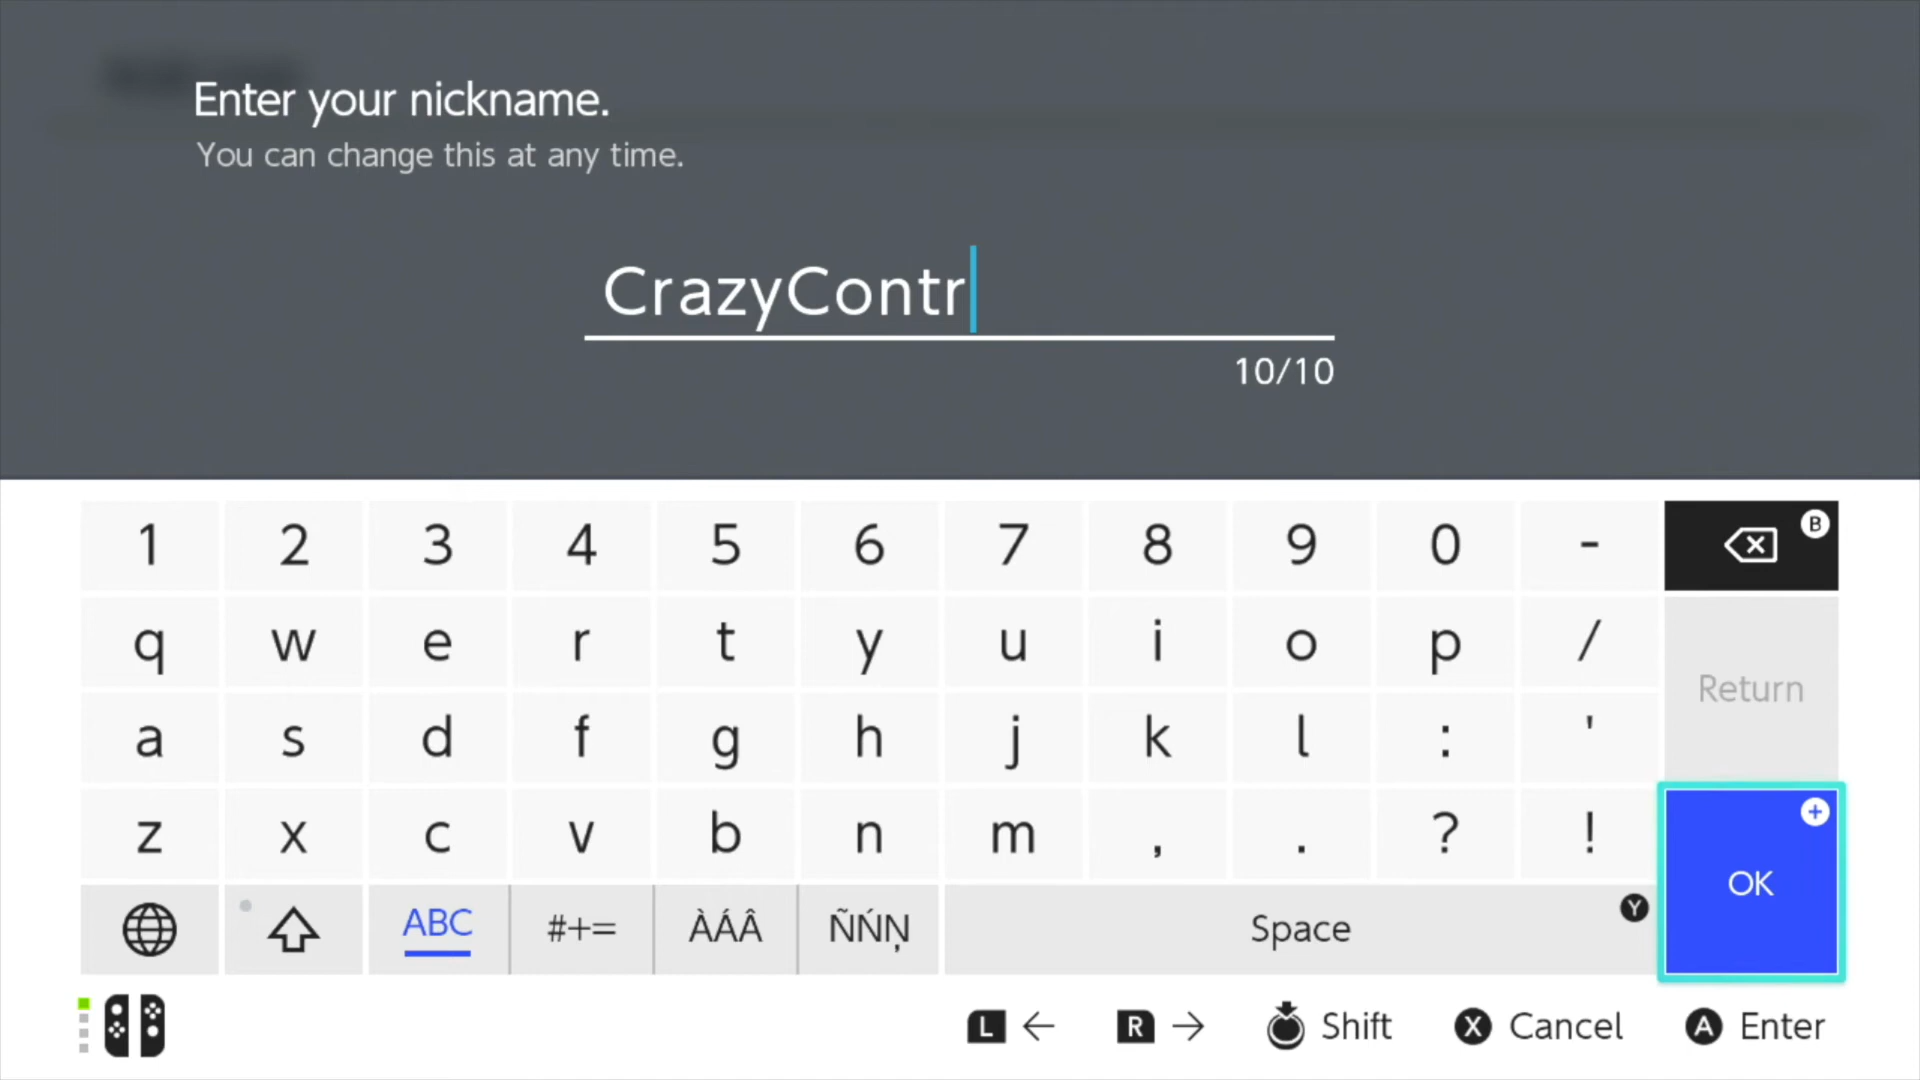 Enter your nickname.
You can change this at any time.
CrazyContr
10/10
1 2 3 4 5 6 7 8 9 0 - B
q w e r t y u i o p /
Return
a s d f g h j k l : '
z x c v b n m , . ? ! +
OK
ABC #+= ÀÁÂ ÑŃŅ Space Y
L ← R → Shift X Cancel A Enter